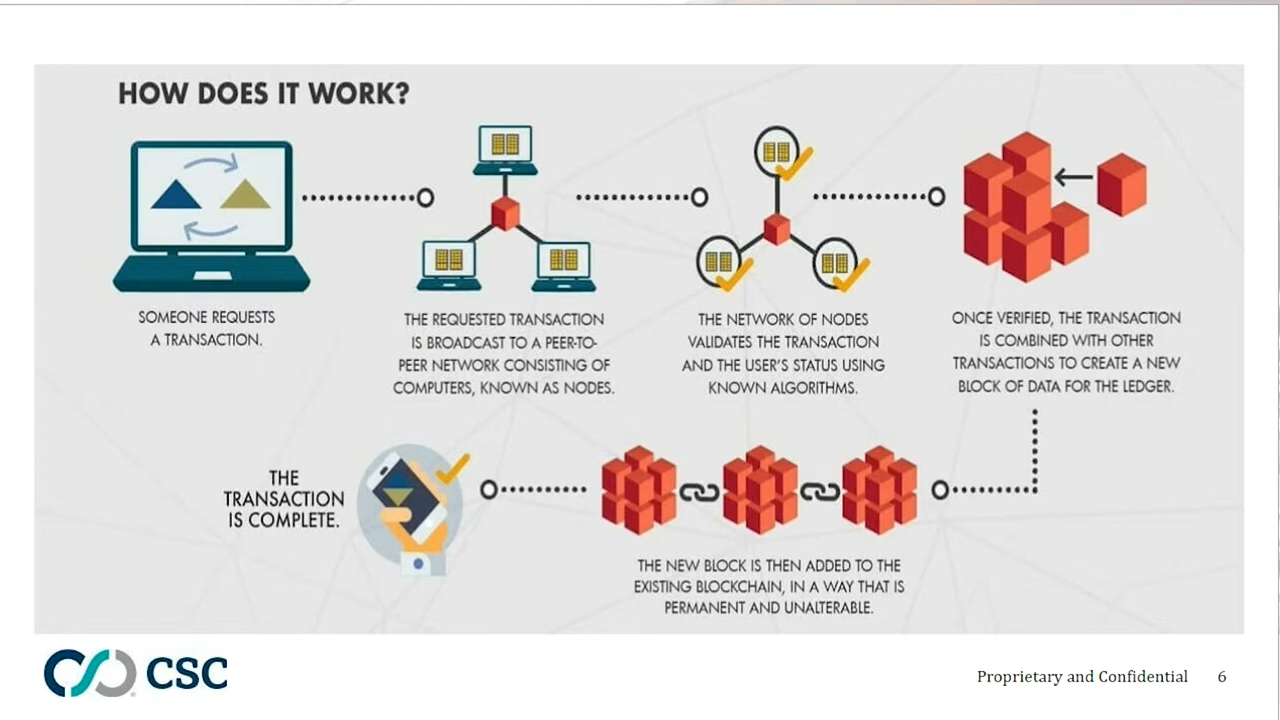 HOW DOES IT WORK?
SOMEONE REQUESTS
A TRANSACTION.
THE REQUESTED TRANSACTION
IS BROADCAST TO A PEER-TO-
PEER NETWORK CONSISTING OF
COMPUTERS, KNOWN AS NODES.
THE NETWORK OF NODES
VALIDATES THE TRANSACTION
AND THE USER'S STATUS USING
KNOWN ALGORITHMS.
ONCE VERIFIED, THE TRANSACTION
IS COMBINED WITH OTHER
TRANSACTIONS TO CREATE A NEW
BLOCK OF DATA FOR THE LEDGER.
THE
TRANSACTION
IS COMPLETE.
THE NEW BLOCK IS THEN ADDED TO THE
EXISTING BLOCKCHAIN, IN A WAY THAT IS
PERMANENT AND UNALTERABLE.
CSC
Proprietary and Confidential 6